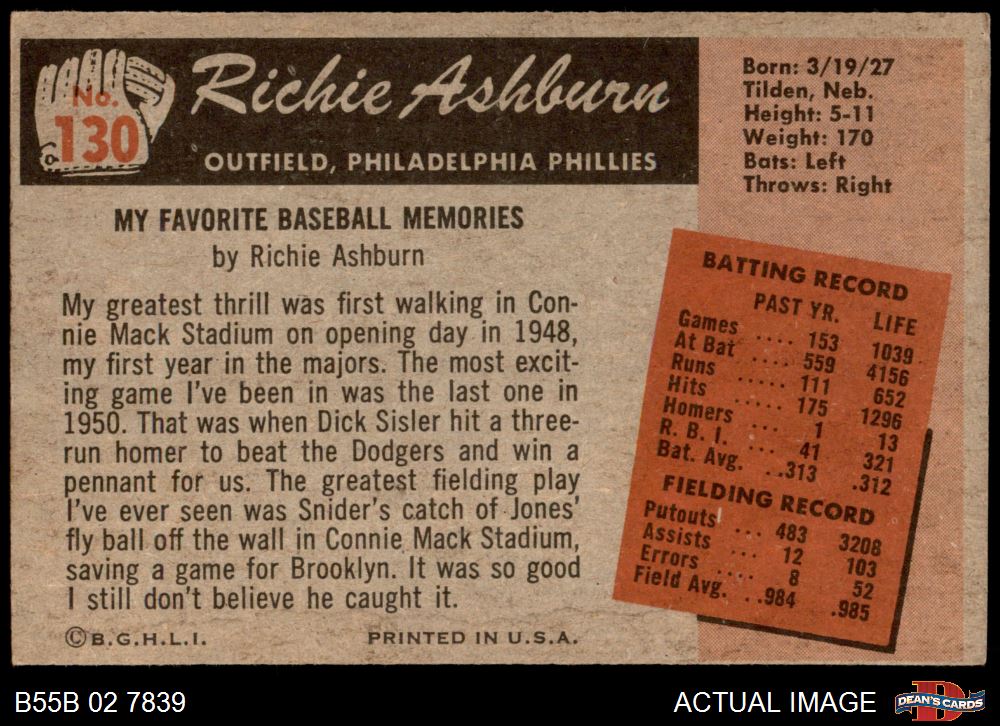 No.
130
Richie Ashburn
OUTFIELD, PHILADELPHIA PHILLIES
Born: 3/19/27
Tilden, Neb.
Height: 5-11
Weight: 170
Bats: Left
Throws: Right
MY FAVORITE BASEBALL MEMORIES
by Richie Ashburn
My greatest thrill was first walking in Con-
nie Mack Stadium on opening day in 1948,
my first year in the majors. The most excit-
ing game I've been in was the last one in
1950. That was when Dick Sisler hit a three-
run homer to beat the Dodgers and win a
pennant for us. The greatest fielding play
I've ever seen was Snider's catch of Jones'
fly ball off the wall in Connie Mack Stadium,
saving a game for Brooklyn. It was so good
I still don't believe he caught it.
©B.G.H.L.I. PRINTED IN U.S.A.
BATTING RECORD
PAST YR. LIFE
Games .... 153 1039
At Bat .... 559 4156
Runs ..... 111 652
Hits ..... 175 1296
Homers 1 13
R. B. I. .... 41 321
Bat. Avg. ..313 .312
FIELDING RECORD
Putouts ... 483 3208
Assists ... 12 103
Errors .... 8 52
Field Avg. ..984 .985
B55B 02 7839
ACTUAL IMAGE
D
DEAN'S CARDS